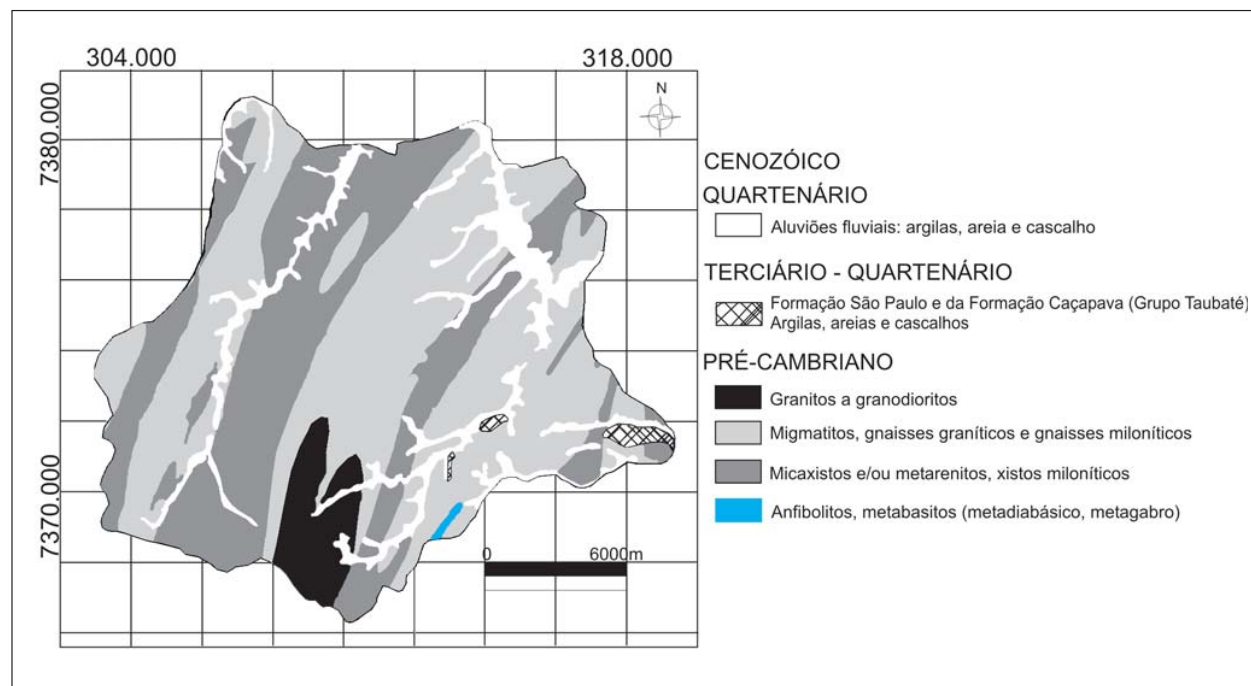 304.000
318.000
N
7380.000
7370.000
0
6000m
CENOZÓICO
QUARTENÁRIO
Aluviões fluviais: argilas, areia e cascalho
TERCIÁRIO - QUARTENÁRIO
Formação São Paulo e da Formação Caçapava (Grupo Taubaté)
Argilas, areias e cascalhos
PRÉ-CAMBRIANO
Granitos a granodioritos
Migmatitos, gnaisses graníticos e gnaisses miloníticos
Micaxistos e/ou metarenitos, xistos miloníticos
Anfibolitos, metabasitos (metadiabásico, metagabro)